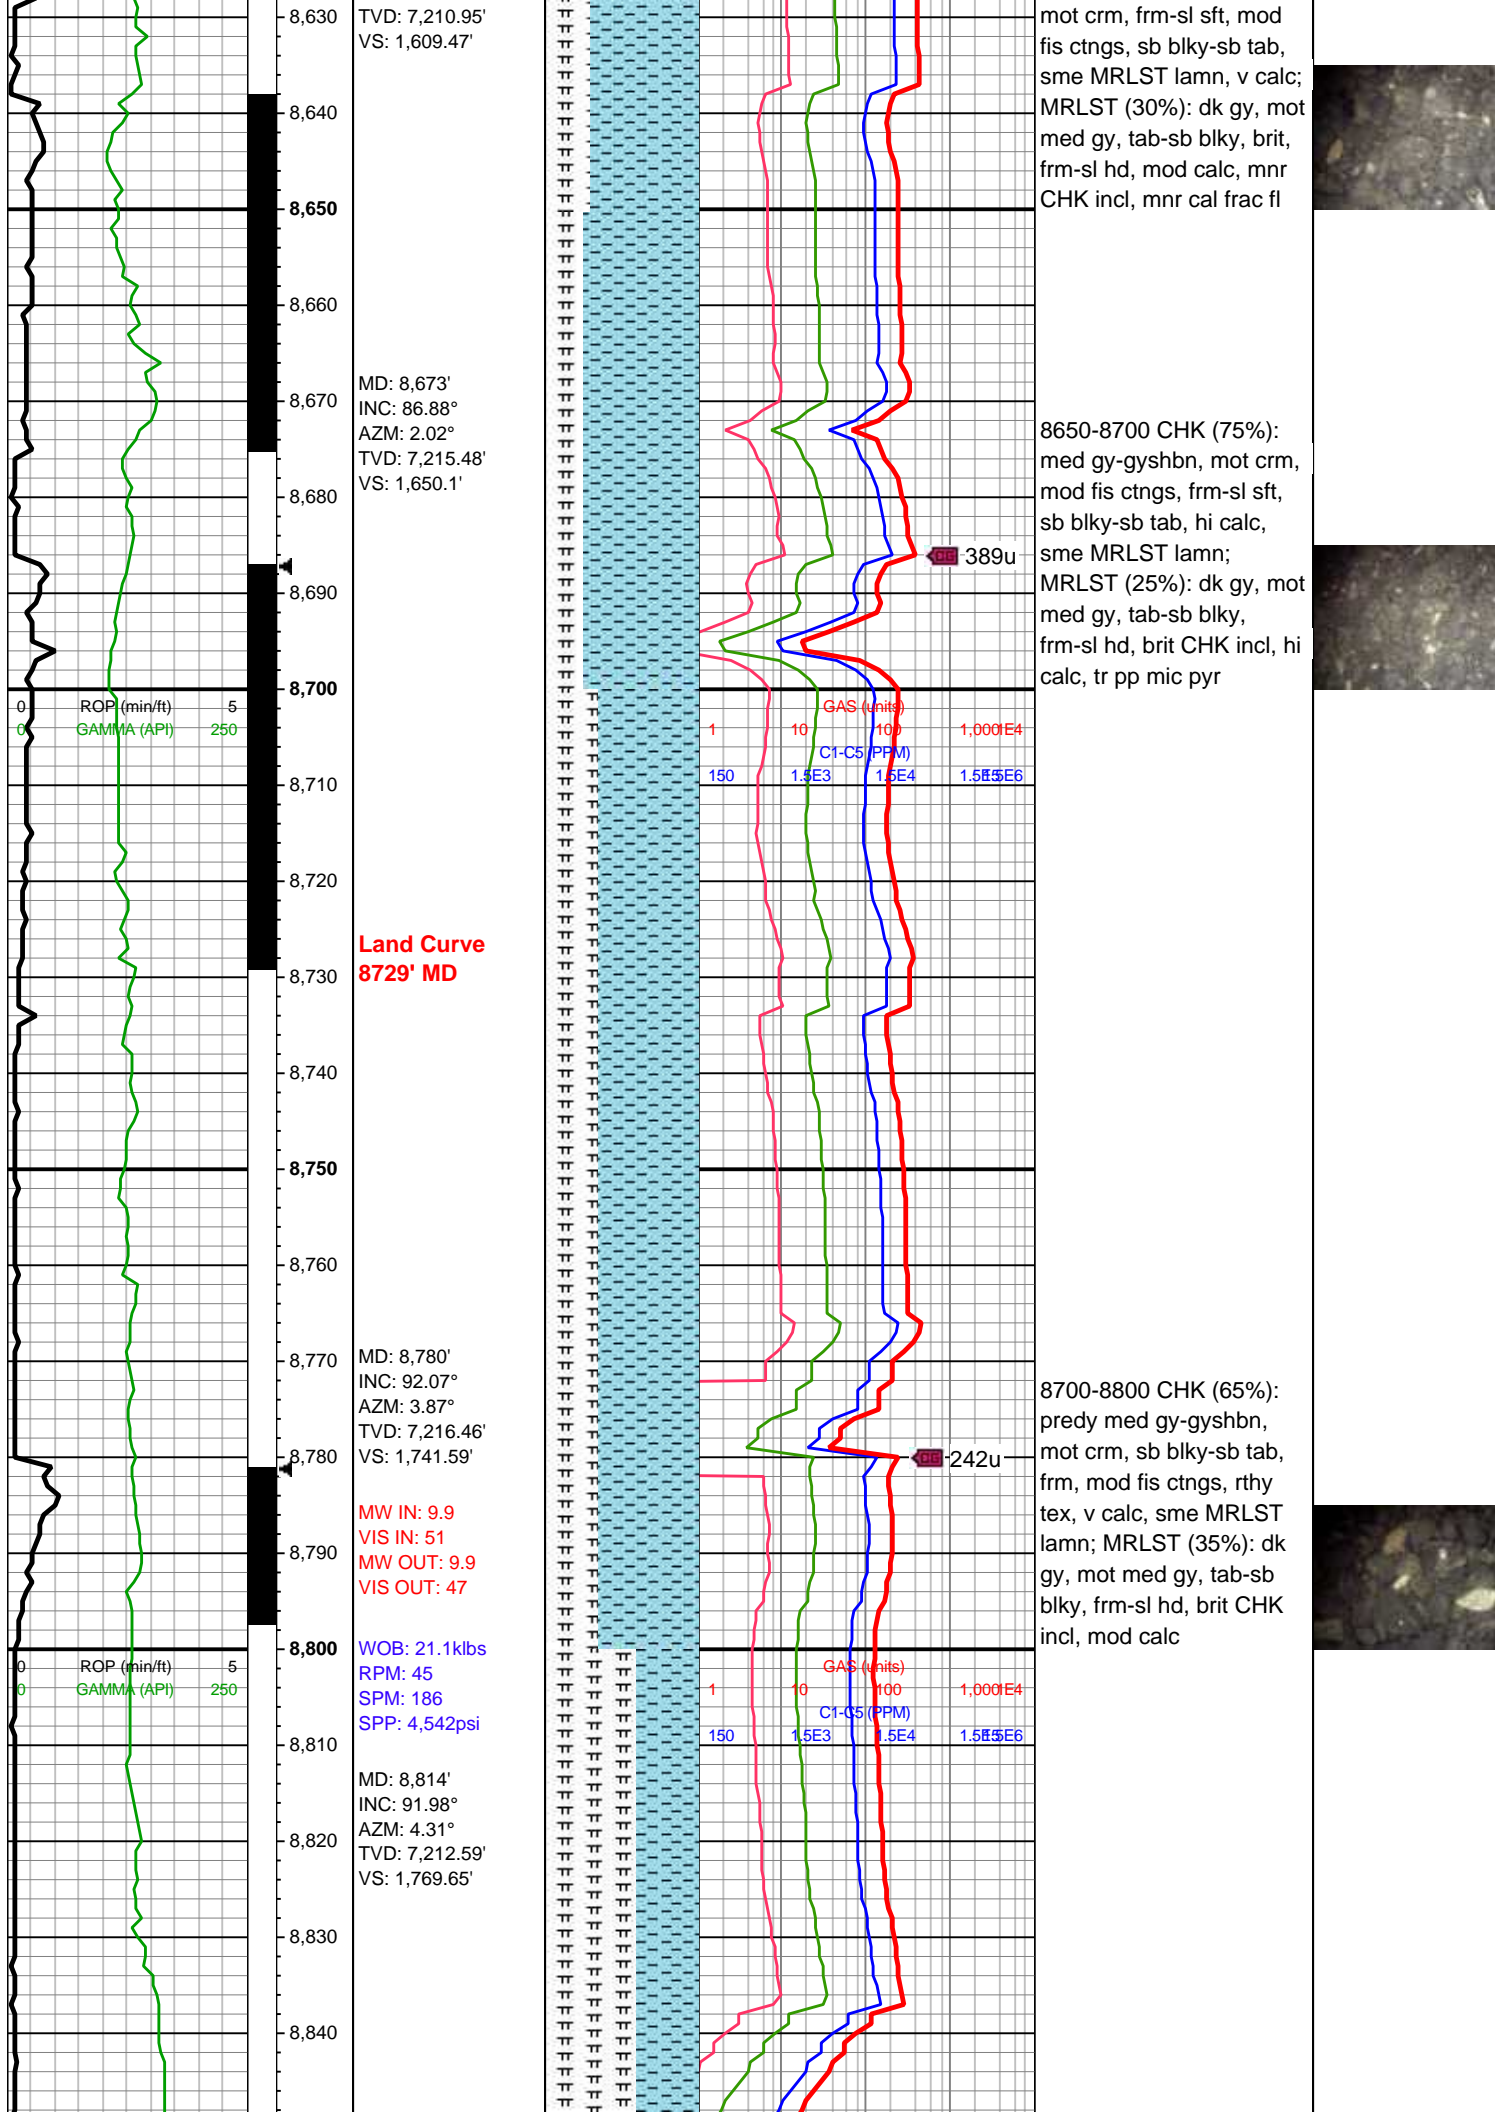 8,630
TVD: 7,210.95'
VS: 1,609.47'
mot crm, frm-sl sft, mod
fis ctngs, sb blky-sb tab,
sme MRLST lamn, v calc;
MRLST (30%): dk gy, mot
med gy, tab-sb blky, brit,
frm-sl hd, mod calc, mnr
CHK incl, mnr cal frac fl
8,640
8,650
8,660
8,670
MD: 8,673'
INC: 86.88°
AZM: 2.02°
TVD: 7,215.48'
VS: 1,650.1'
8650-8700 CHK (75%):
med gy-gyshbn, mot crm,
mod fis ctngs, frm-sl sft,
sb blky-sb tab, hi calc,
sme MRLST lamn;
MRLST (25%): dk gy, mot
med gy, tab-sb blky,
frm-sl hd, brit CHK incl, hi
calc, tr pp mic pyr
8,680
CG 389u
8,690
8,700
0 ROP (min/ft) 5
0 GAMMA (API) 250
GAS (units)
1 10 100 1,000 1E4
C1-C5 (PPM)
150 1.5E3 1.5E4 1.5E5 1.5E6
8,710
8,720
Land Curve
8729' MD
8,730
8,740
8,750
8,760
8,770
MD: 8,780'
INC: 92.07°
AZM: 3.87°
TVD: 7,216.46'
VS: 1,741.59'
8,780
CG 242u
8700-8800 CHK (65%):
predy med gy-gyshbn,
mot crm, sb blky-sb tab,
frm, mod fis ctngs, rthy
tex, v calc, sme MRLST
lamn; MRLST (35%): dk
gy, mot med gy, tab-sb
blky, frm-sl hd, brit CHK
incl, mod calc
MW IN: 9.9
VIS IN: 51
MW OUT: 9.9
VIS OUT: 47
8,790
8,800
WOB: 21.1klbs
RPM: 45
SPM: 186
SPP: 4,542psi
0 ROP (min/ft) 5
0 GAMMA (API) 250
GAS (units)
1 10 100 1,000 1E4
C1-C5 (PPM)
150 1.5E3 1.5E4 1.5E5 1.5E6
8,810
MD: 8,814'
INC: 91.98°
AZM: 4.31°
TVD: 7,212.59'
VS: 1,769.65'
8,820
8,830
8,840